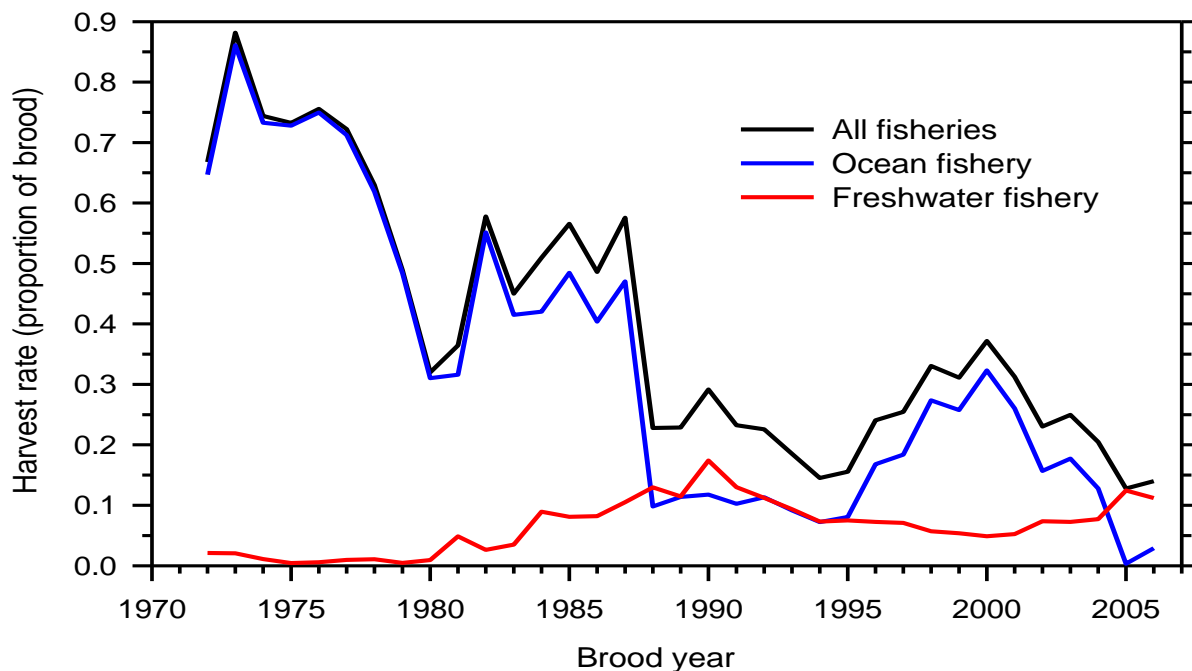 Harvest rate (proportion of brood)
0.9
0.8
0.7
0.6
0.5
0.4
0.3
0.2
0.1
0.0
All fisheries
Ocean fishery
Freshwater fishery
1970 1975 1980 1985 1990 1995 2000 2005
Brood year